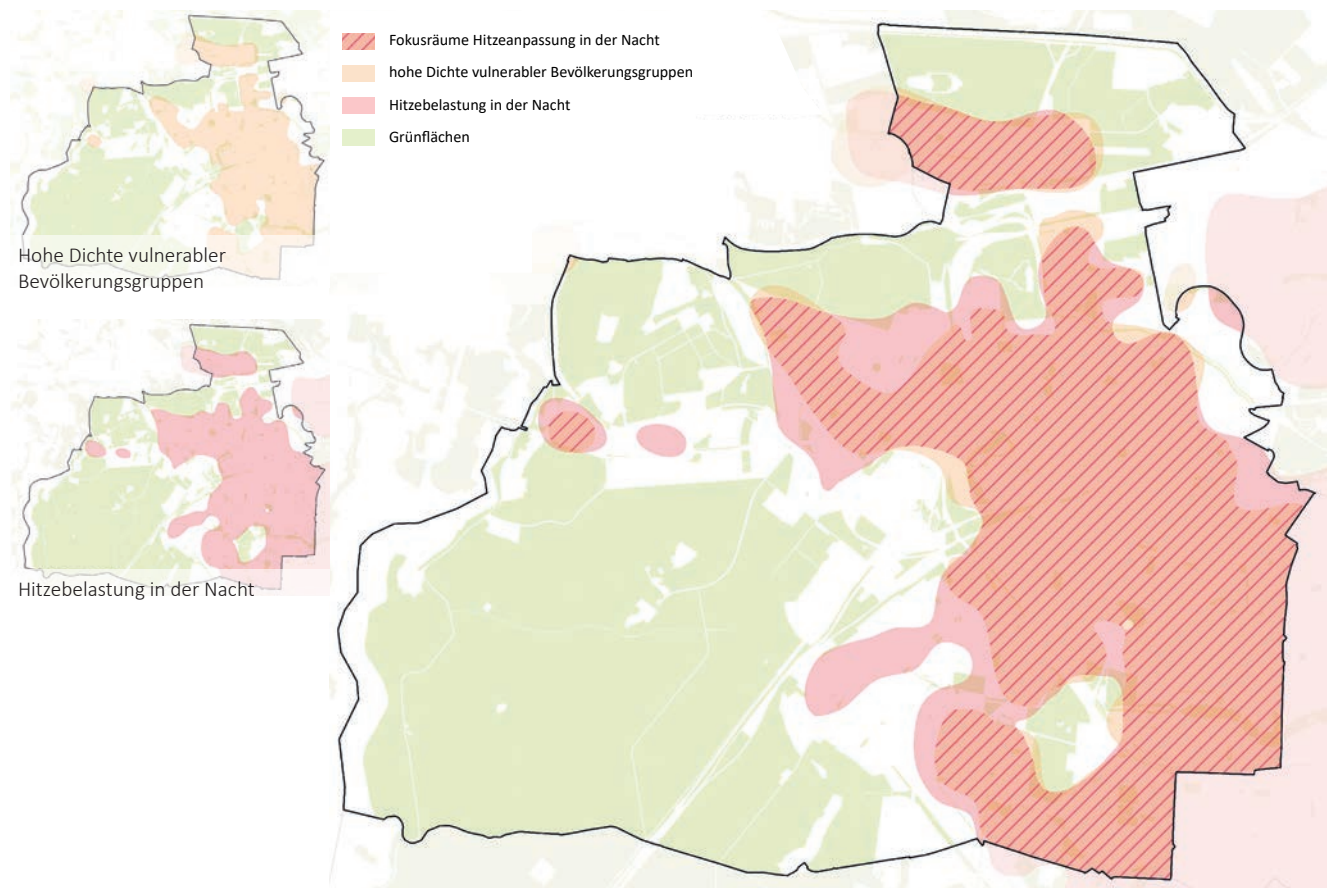 Fokusräume Hitzeanpassung in der Nacht
hohe Dichte vulnerabler Bevölkerungsgruppen
Hitzebelastung in der Nacht
Grünflächen
Hohe Dichte vulnerabler
Bevölkerungsgruppen
Hitzebelastung in der Nacht